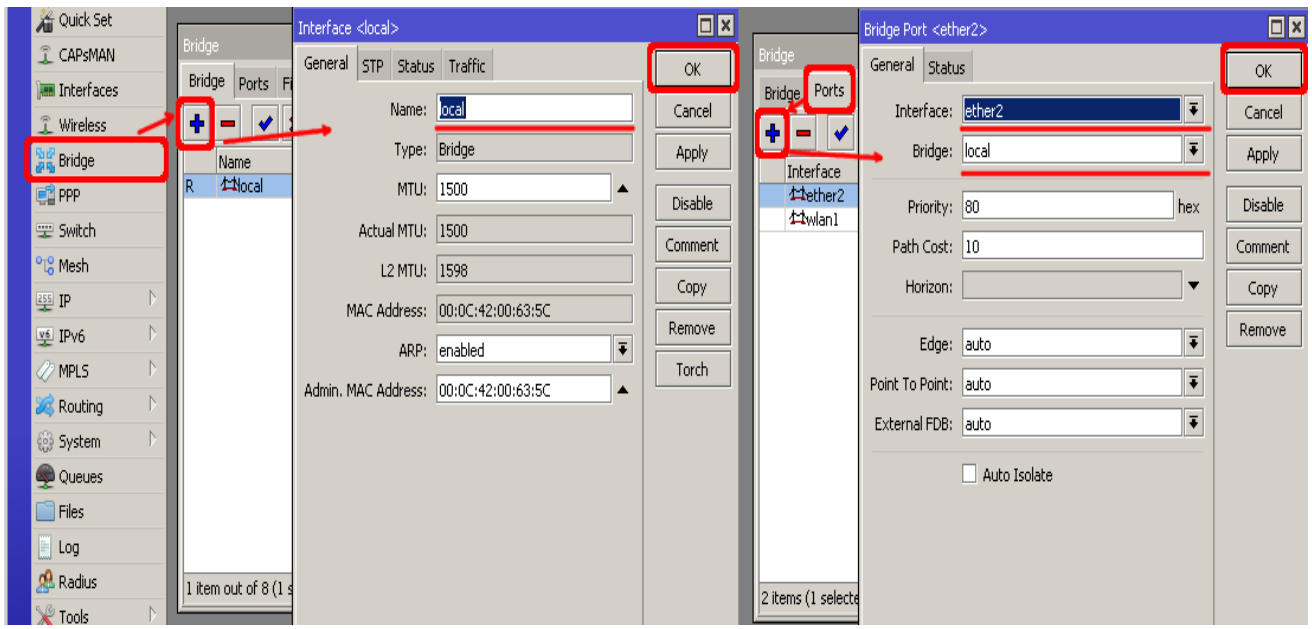 Quick Set
CAPsMAN
Interfaces
Wireless
Bridge
PPP
Switch
Mesh
IP
IPv6
MPLS
Routing
System
Queues
Files
Log
Radius
Tools
Bridge
Bridge Ports
Name
R local
1 item out of 8 (1 s
Interface <local>
General STP Status Traffic
Name: local
Type: Bridge
MTU: 1500
Actual MTU: 1500
L2 MTU: 1598
MAC Address: 00:0C:42:00:63:5C
ARP: enabled
Admin. MAC Address: 00:0C:42:00:63:5C
OK
Cancel
Apply
Disable
Comment
Copy
Remove
Torch
Bridge
Bridge Ports
Interface
ether2
wlan1
2 items (1 selecte
Bridge Port <ether2>
General Status
Interface: ether2
Bridge: local
Priority: 80 hex
Path Cost: 10
Horizon:
Edge: auto
Point To Point: auto
External FDB: auto
Auto Isolate
OK
Cancel
Apply
Disable
Comment
Copy
Remove